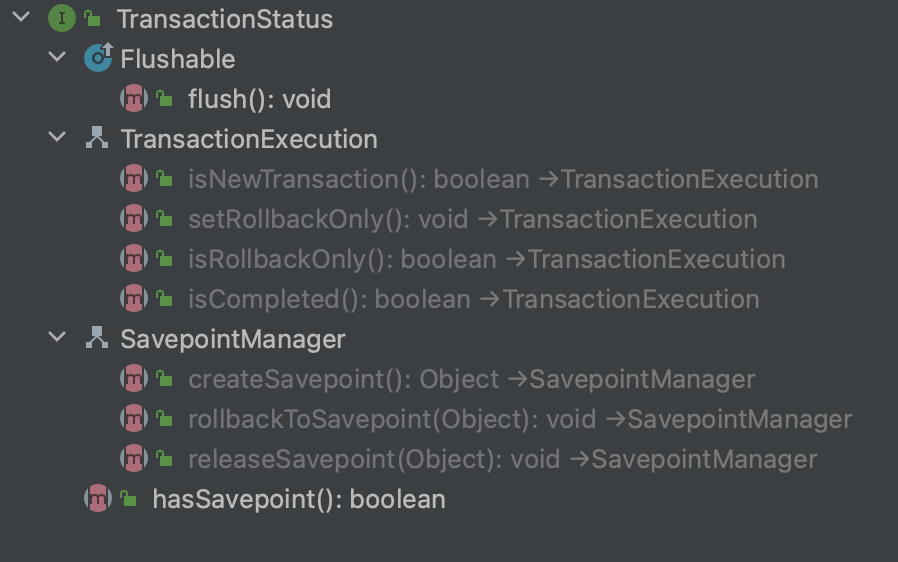 TransactionStatus
Flushable
flush(): void
TransactionExecution
isNewTransaction(): boolean →TransactionExecution
setRollbackOnly(): void →TransactionExecution
isRollbackOnly(): boolean →TransactionExecution
isCompleted(): boolean →TransactionExecution
SavepointManager
createSavepoint(): Object →SavepointManager
rollbackToSavepoint(Object): void →SavepointManager
releaseSavepoint(Object): void →SavepointManager
hasSavepoint(): boolean